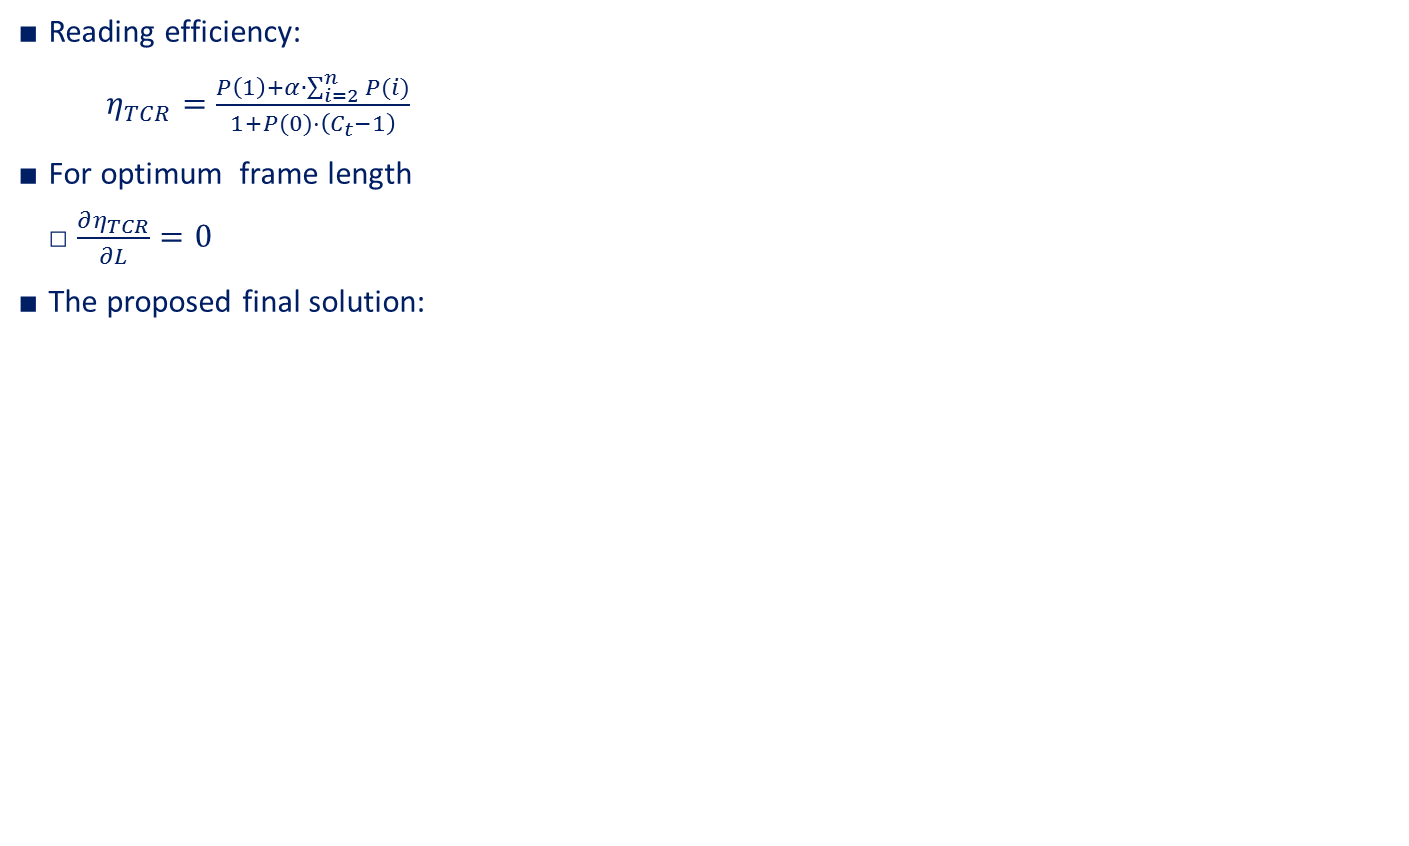 ■ Reading efficiency:
η_TCR = (P(1)+α·∑_{i=2}^{n} P(i)) / (1+P(0)·(C_t−1))
■ For optimum frame length
□ ∂η_TCR / ∂L = 0
■ The proposed final solution: